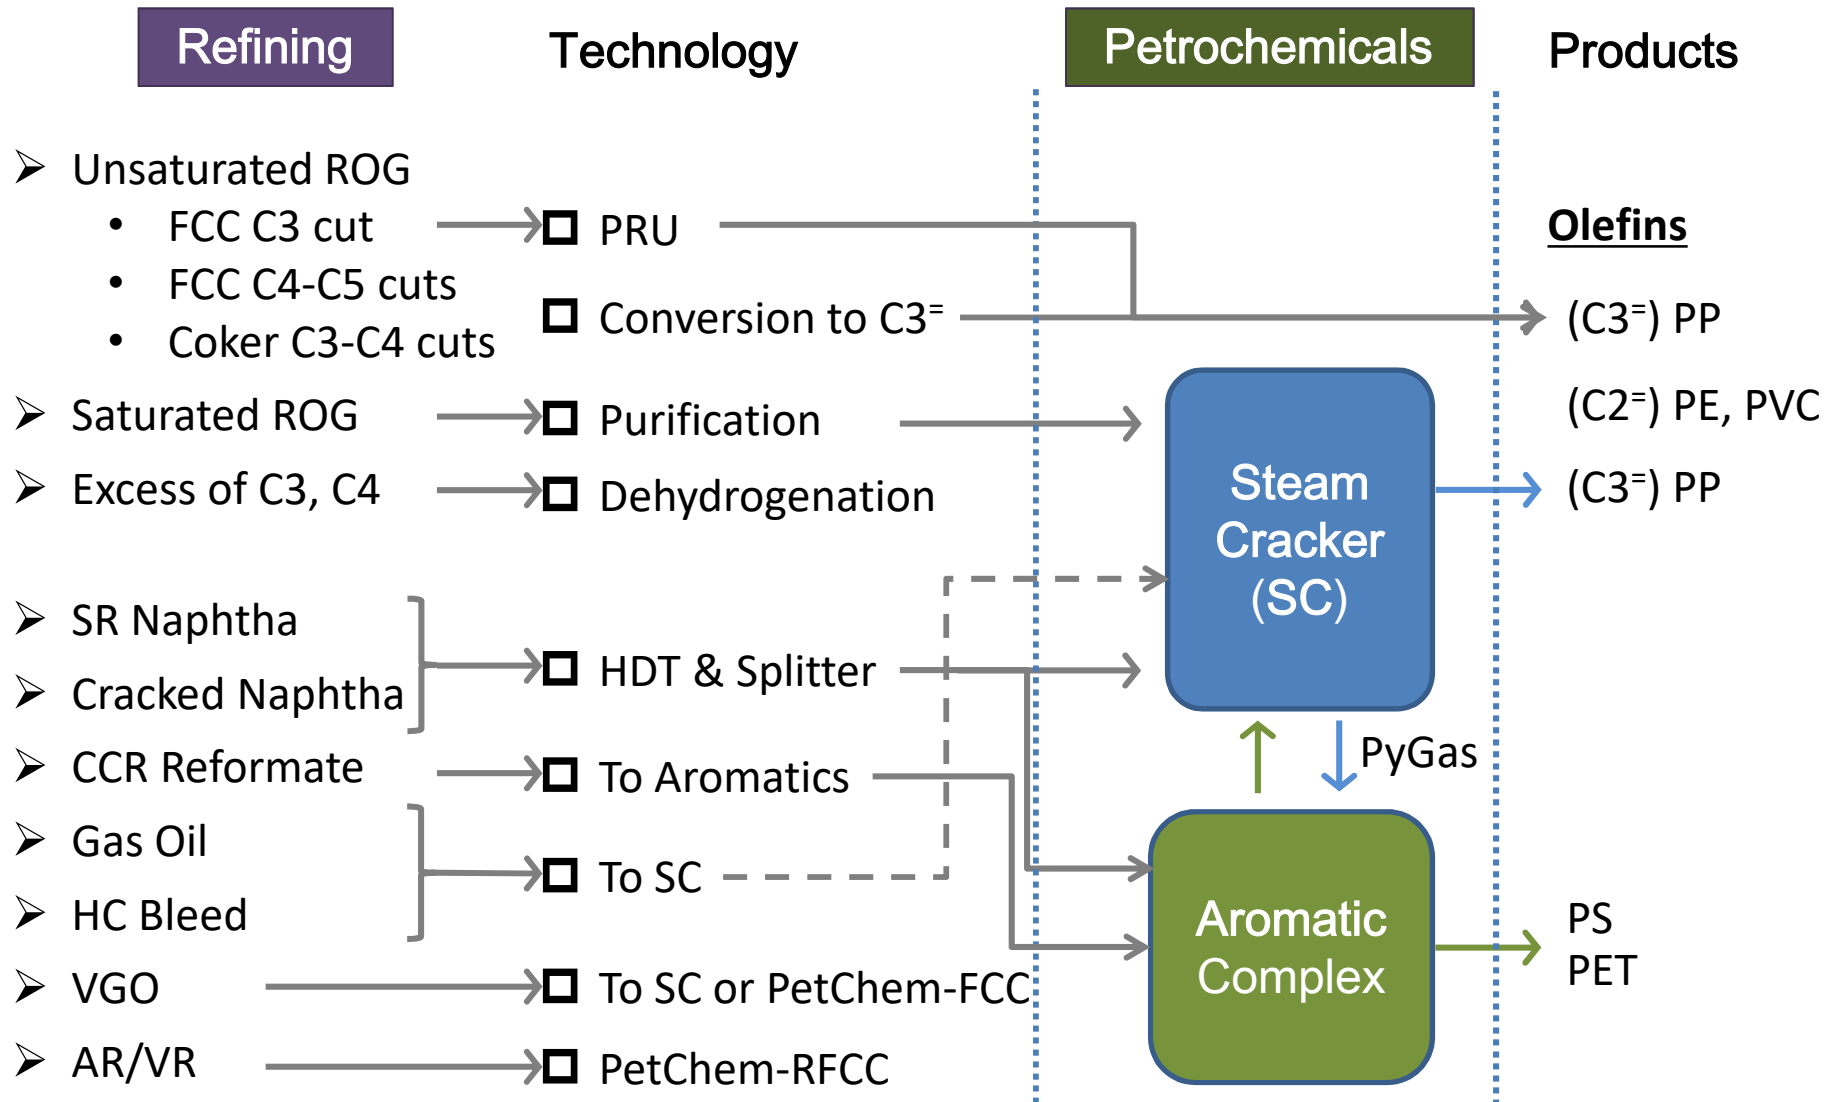 Refining
Technology
Petrochemicals
Products
Unsaturated ROG
FCC C3 cut
FCC C4-C5 cuts
Coker C3-C4 cuts
Saturated ROG
Excess of C3, C4
SR Naphtha
Cracked Naphtha
CCR Reformate
Gas Oil
HC Bleed
VGO
AR/VR
PRU
Conversion to C3⁼
Purification
Dehydrogenation
HDT & Splitter
To Aromatics
To SC
To SC or PetChem-FCC
PetChem-RFCC
Steam
Cracker
(SC)
PyGas
Aromatic
Complex
Olefins
(C3⁼) PP
(C2⁼) PE, PVC
(C3⁼) PP
PS
PET